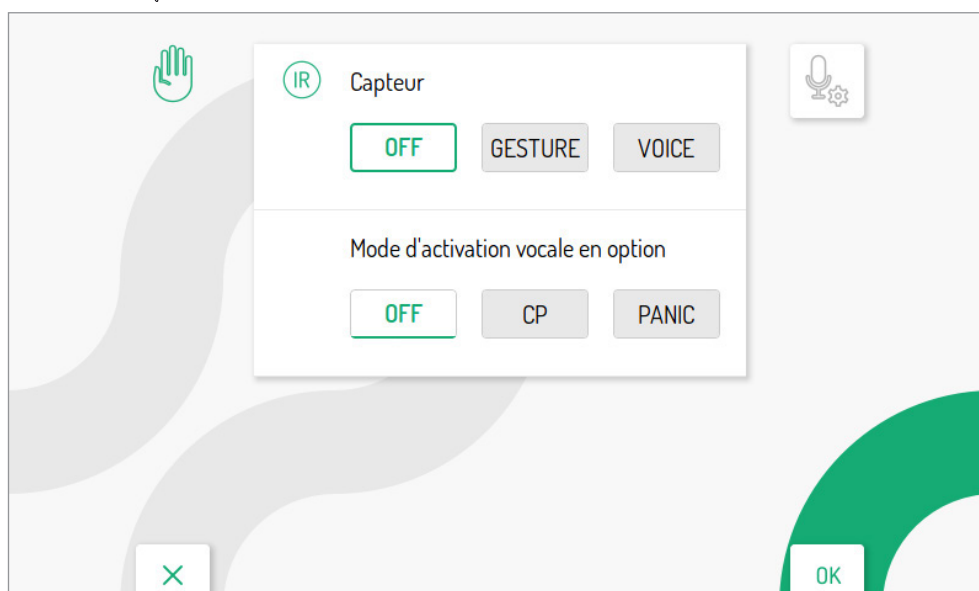 IR Capteur
OFF GESTURE VOICE
Mode d'activation vocale en option
OFF CP PANIC
OK